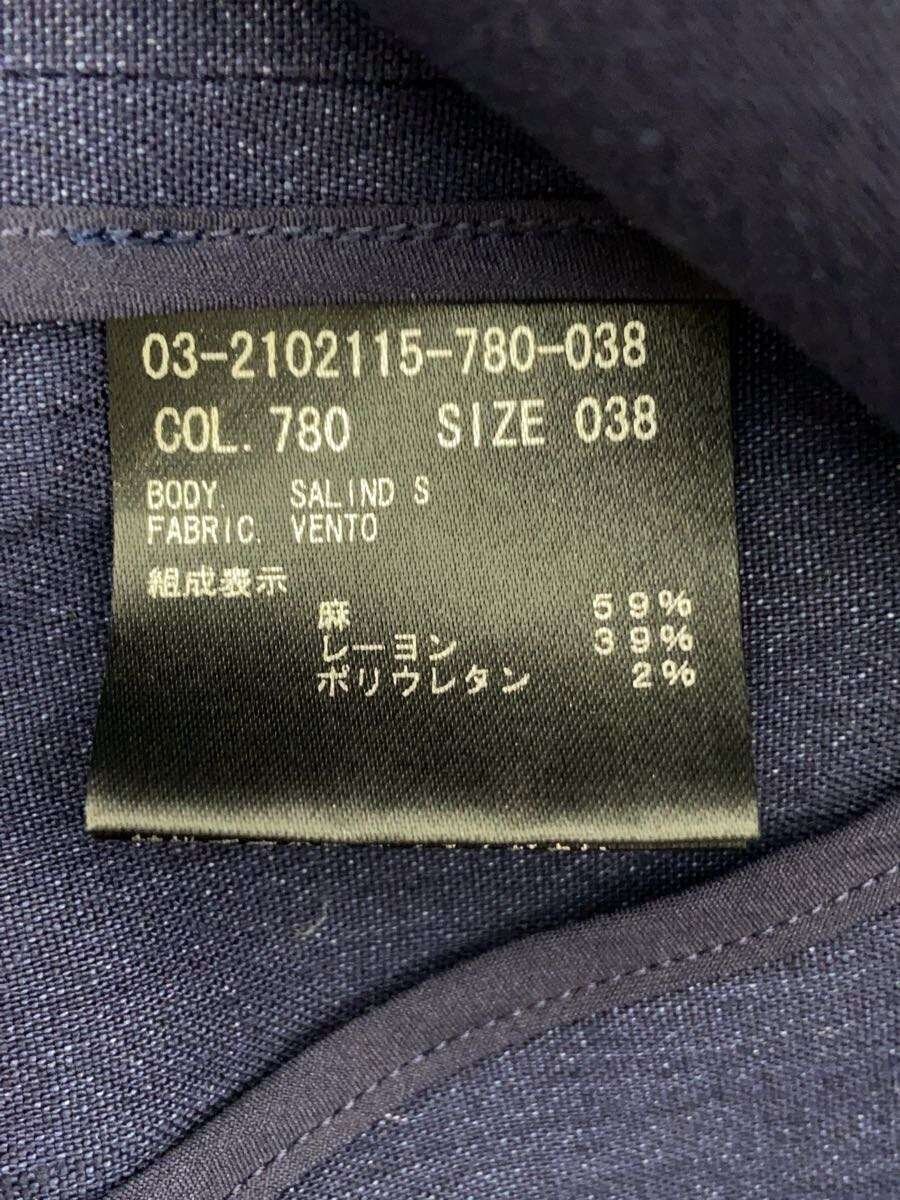 03-2102115-780-038
COL. 780 SIZE 038
BODY. SALIND S
FABRIC. VENTO
組成表示
麻 59%
レーヨン 39%
ポリウレタン 2%